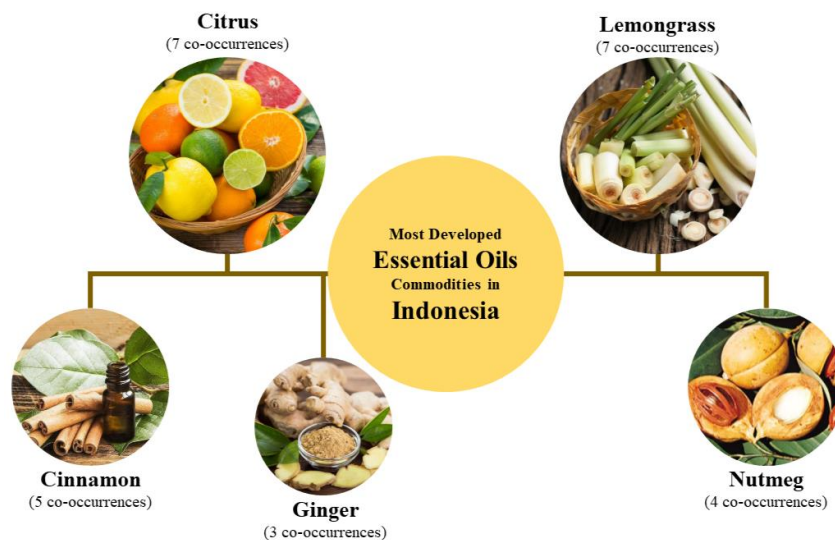 Citrus
(7 co-occurrences)
Lemongrass
(7 co-occurrences)
Most Developed
Essential Oils
Commodities in
Indonesia
Cinnamon
(5 co-occurrences)
Ginger
(3 co-occurrences)
Nutmeg
(4 co-occurrences)